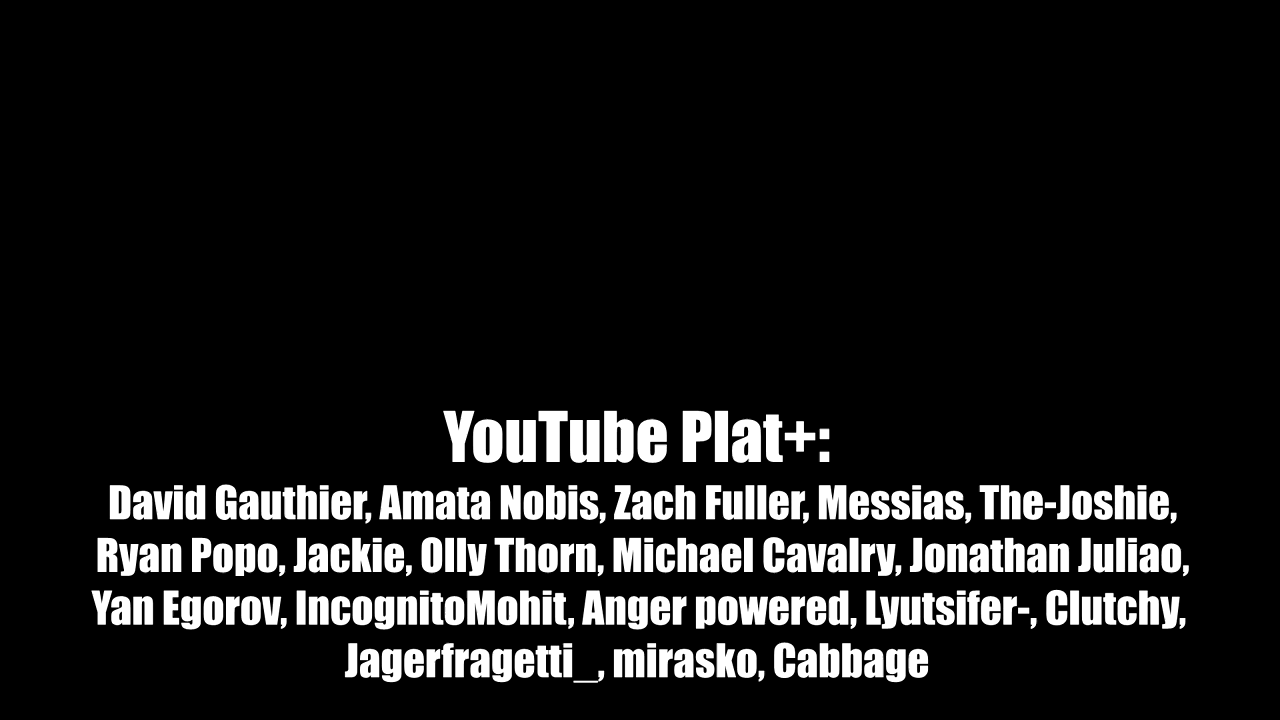 YouTube Plat+:
David Gauthier, Amata Nobis, Zach Fuller, Messias, The-Joshie,
Ryan Popo, Jackie, Olly Thorn, Michael Cavalry, Jonathan Juliao,
Yan Egorov, IncognitoMohit, Anger powered, Lyutsifer-, Clutchy,
Jagerfragetti_, mirasko, Cabbage